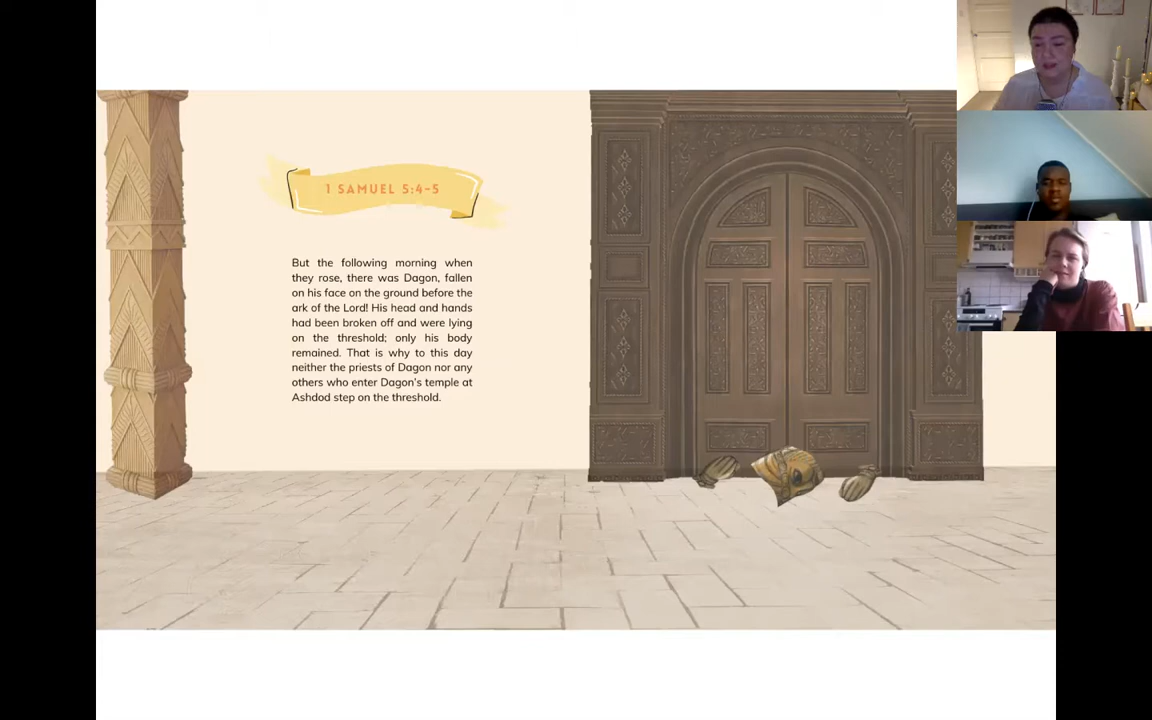 1 SAMUEL 5:4-5
But the following morning when
they rose, there was Dagon, fallen
on his face on the ground before the
ark of the Lord! His head and hands
had been broken off and were lying
on the threshold; only his body
remained. That is why to this day
neither the priests of Dagon nor any
others who enter Dagon's temple at
Ashdod step on the threshold.